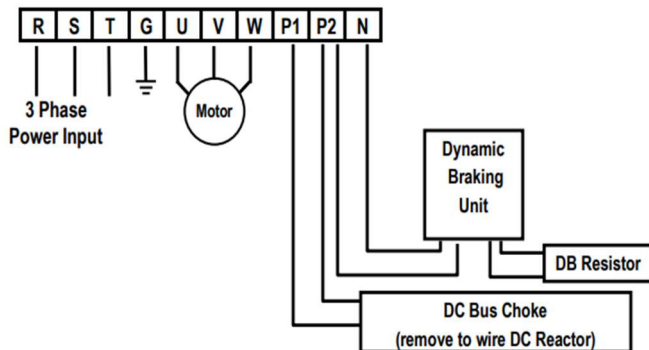 R S T G U V W P1 P2 N
3 Phase
Power Input
Motor
Dynamic
Braking
Unit
DB Resistor
DC Bus Choke
(remove to wire DC Reactor)